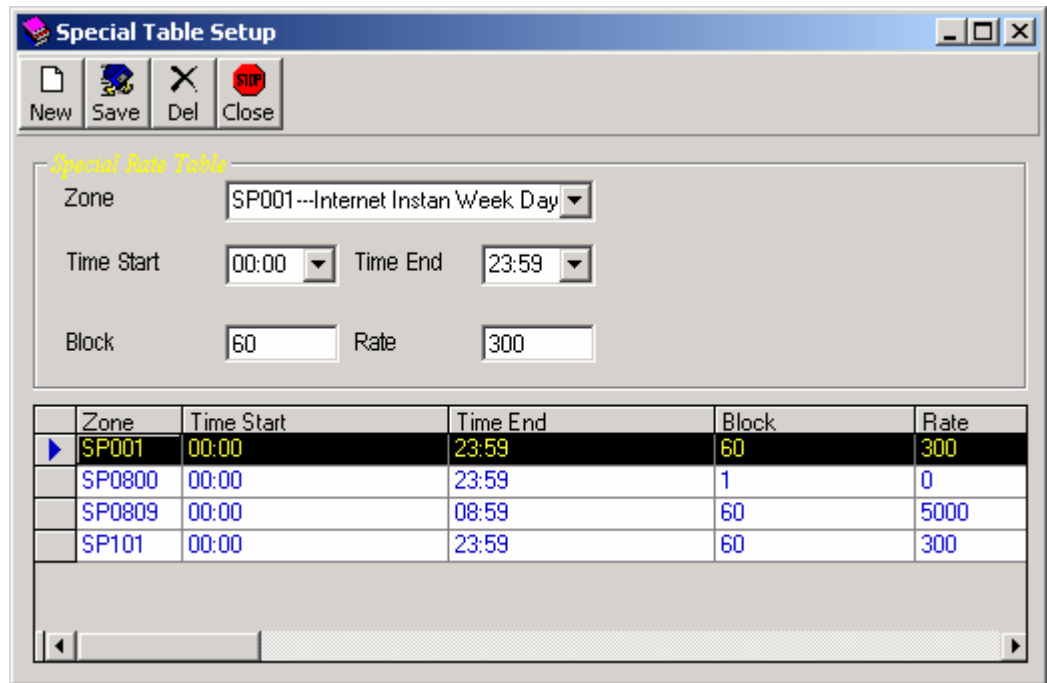 Special Table Setup
New Save Del STOP Close
Special Rate Table
Zone SP001---Internet Instan Week Day
Time Start 00:00 Time End 23:59
Block 60 Rate 300
Zone Time Start Time End Block Rate
SP001 00:00 23:59 60 300
SP0800 00:00 23:59 1 0
SP0809 00:00 08:59 60 5000
SP101 00:00 23:59 60 300